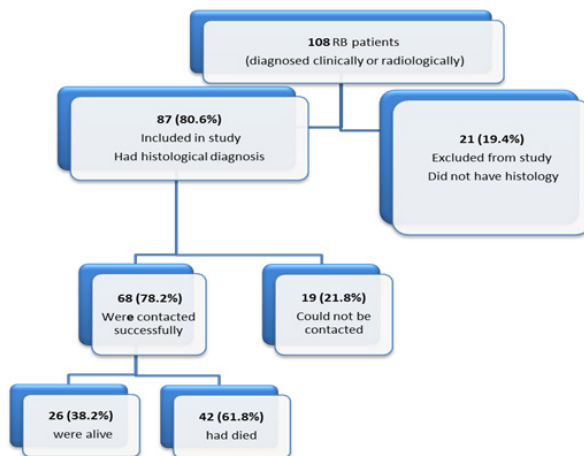 108 RB patients
(diagnosed clinically or radiologically)
87 (80.6%)
Included in study
Had histological diagnosis
21 (19.4%)
Excluded from study
Did not have histology
68 (78.2%)
Were contacted
successfully
19 (21.8%)
Could not be
contacted
26 (38.2%)
were alive
42 (61.8%)
had died